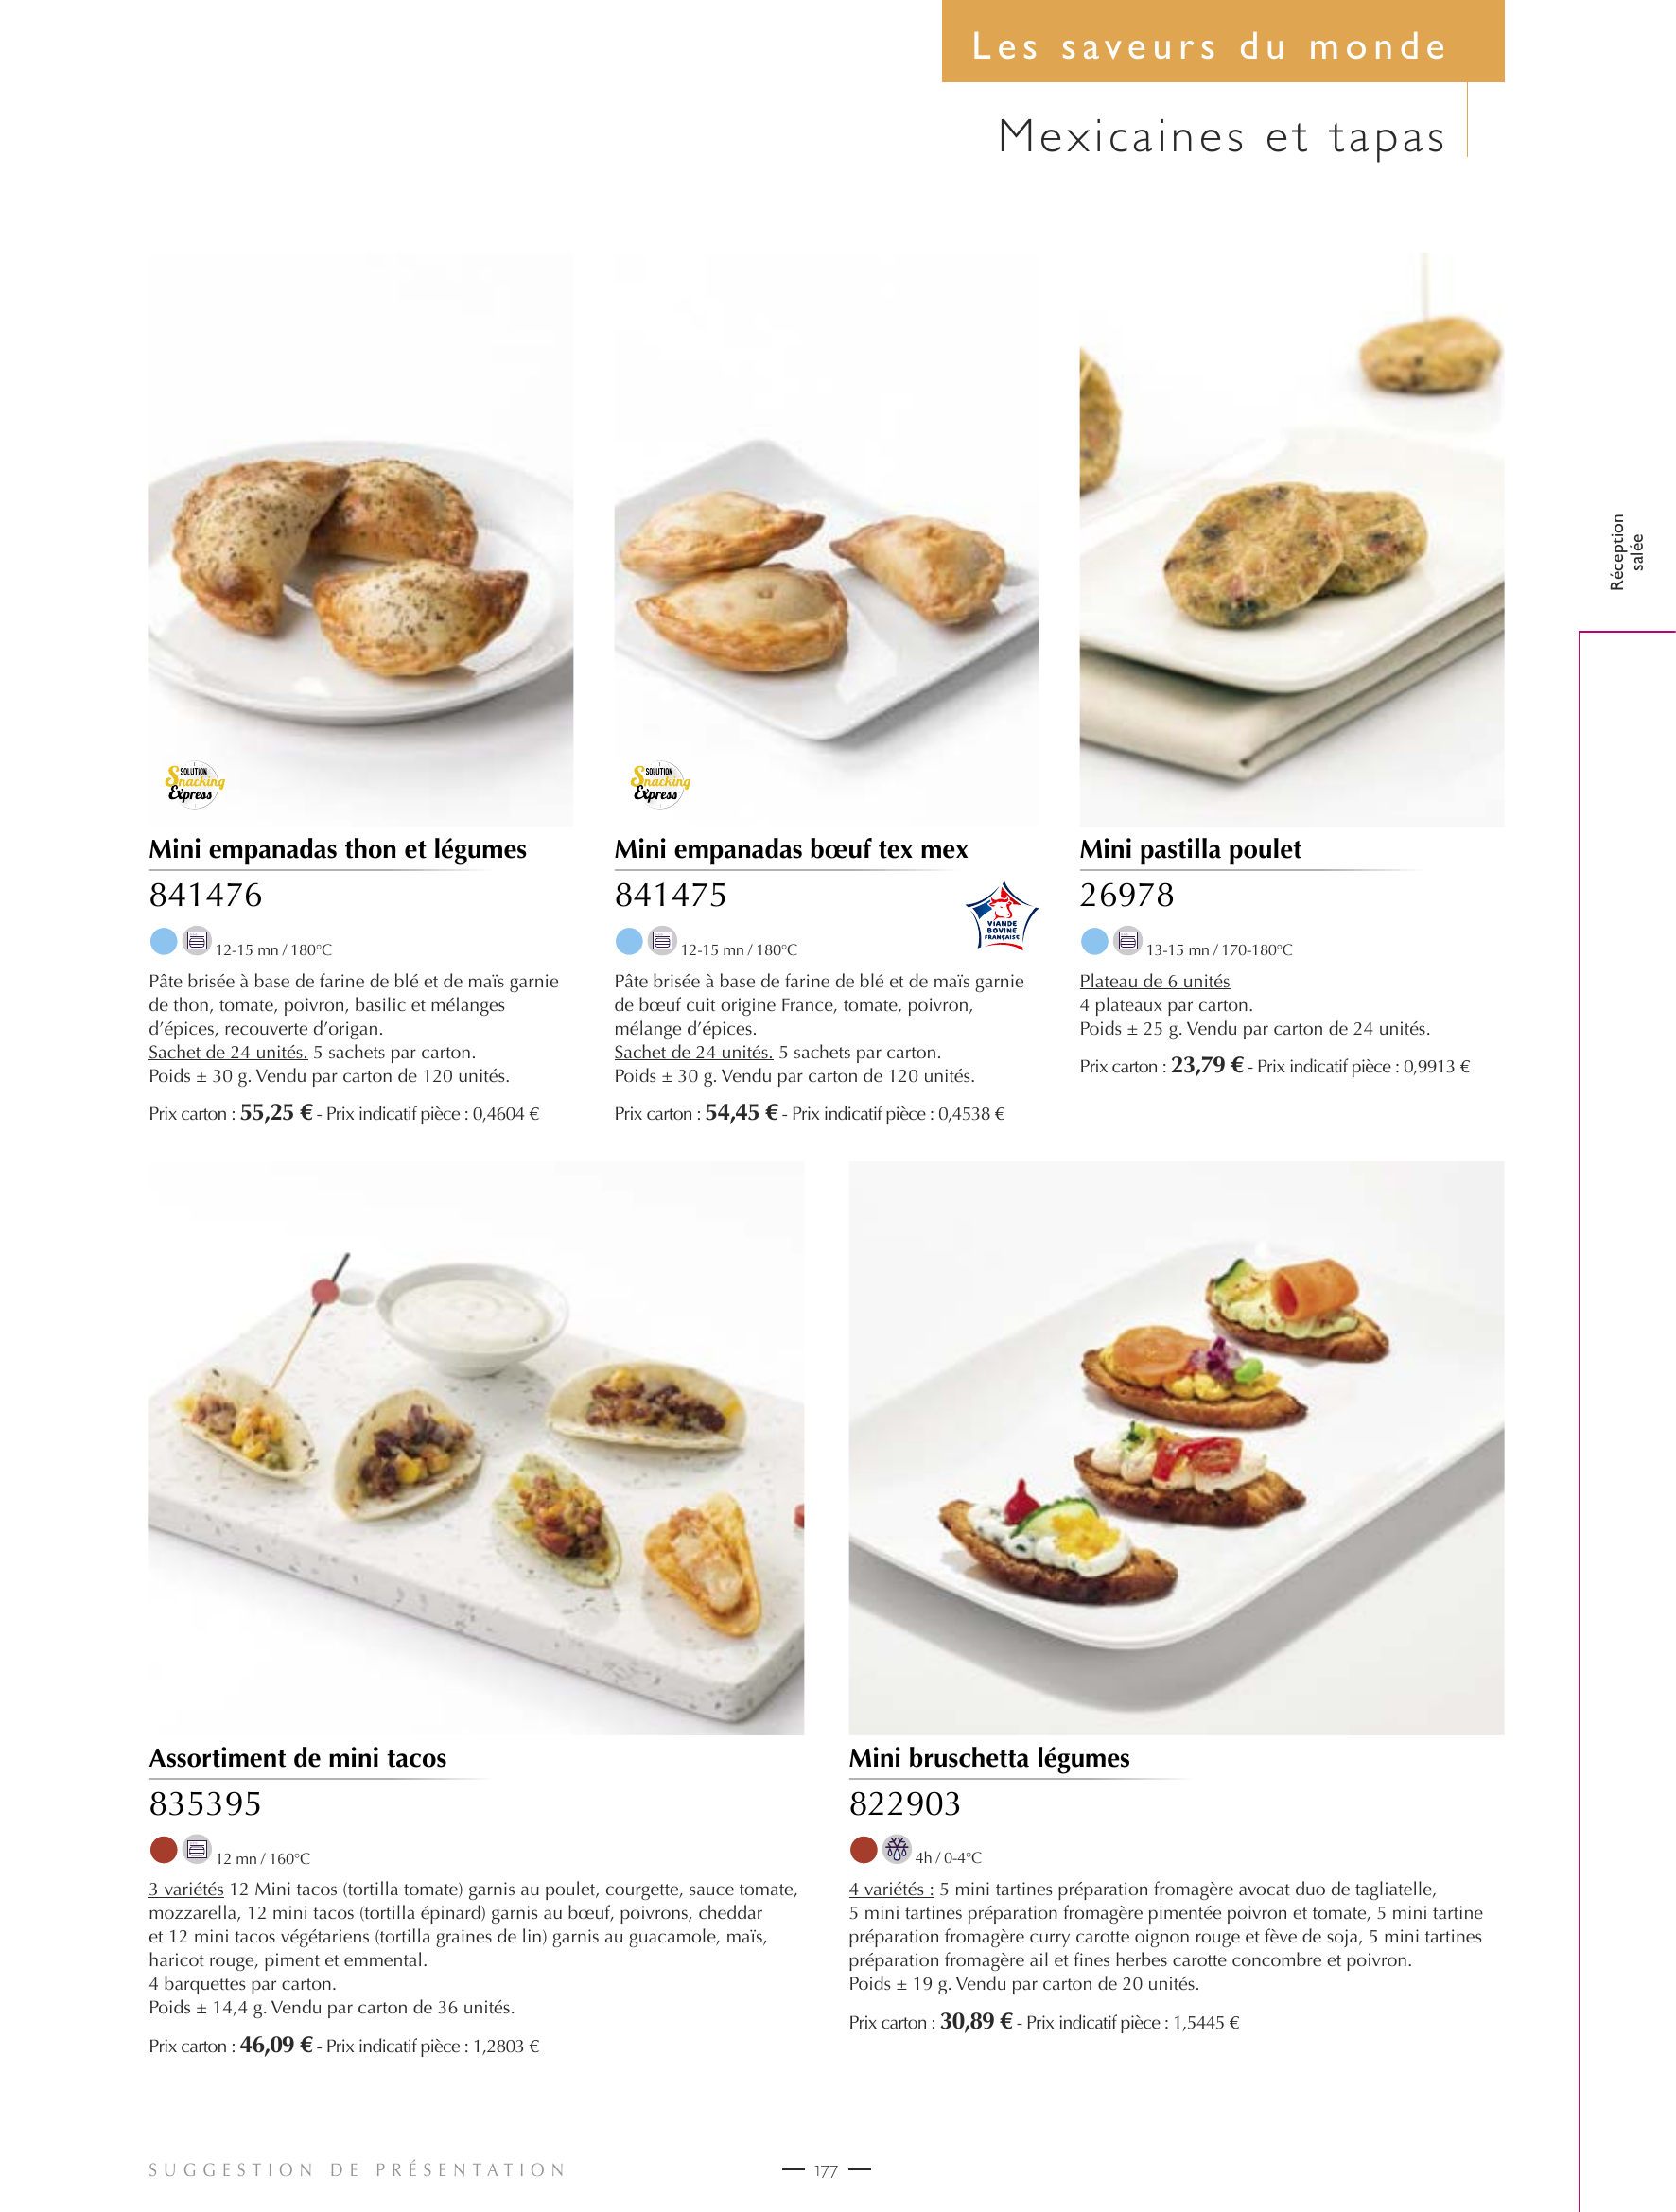 Les saveurs du monde
Mexicaines et tapas
Réception
salée
SOLUTION
Snacking
Express
SOLUTION
Snacking
Express
Mini empanadas thon et légumes
841476
12-15 mn / 180°C
Pâte brisée à base de farine de blé et de maïs garnie
de thon, tomate, poivron, basilic et mélanges
d’épices, recouverte d’origan.
Sachet de 24 unités. 5 sachets par carton.
Poids ± 30 g. Vendu par carton de 120 unités.
Prix carton : 55,25 € - Prix indicatif pièce : 0,4604 €
Mini empanadas bœuf tex mex
841475
VIANDE
BOVINE
FRANÇAISE
12-15 mn / 180°C
Pâte brisée à base de farine de blé et de maïs garnie
de bœuf cuit origine France, tomate, poivron,
mélange d’épices.
Sachet de 24 unités. 5 sachets par carton.
Poids ± 30 g. Vendu par carton de 120 unités.
Prix carton : 54,45 € - Prix indicatif pièce : 0,4538 €
Mini pastilla poulet
26978
13-15 mn / 170-180°C
Plateau de 6 unités
4 plateaux par carton.
Poids ± 25 g. Vendu par carton de 24 unités.
Prix carton : 23,79 € - Prix indicatif pièce : 0,9913 €
Assortiment de mini tacos
835395
12 mn / 160°C
3 variétés 12 Mini tacos (tortilla tomate) garnis au poulet, courgette, sauce tomate,
mozzarella, 12 mini tacos (tortilla épinard) garnis au bœuf, poivrons, cheddar
et 12 mini tacos végétariens (tortilla graines de lin) garnis au guacamole, maïs,
haricot rouge, piment et emmental.
4 barquettes par carton.
Poids ± 14,4 g. Vendu par carton de 36 unités.
Prix carton : 46,09 € - Prix indicatif pièce : 1,2803 €
Mini bruschetta légumes
822903
4h / 0-4°C
4 variétés : 5 mini tartines préparation fromagère avocat duo de tagliatelle,
5 mini tartines préparation fromagère pimentée poivron et tomate, 5 mini tartine
préparation fromagère curry carotte oignon rouge et fève de soja, 5 mini tartines
préparation fromagère ail et fines herbes carotte concombre et poivron.
Poids ± 19 g. Vendu par carton de 20 unités.
Prix carton : 30,89 € - Prix indicatif pièce : 1,5445 €
SUGGESTION DE PRÉSENTATION
177